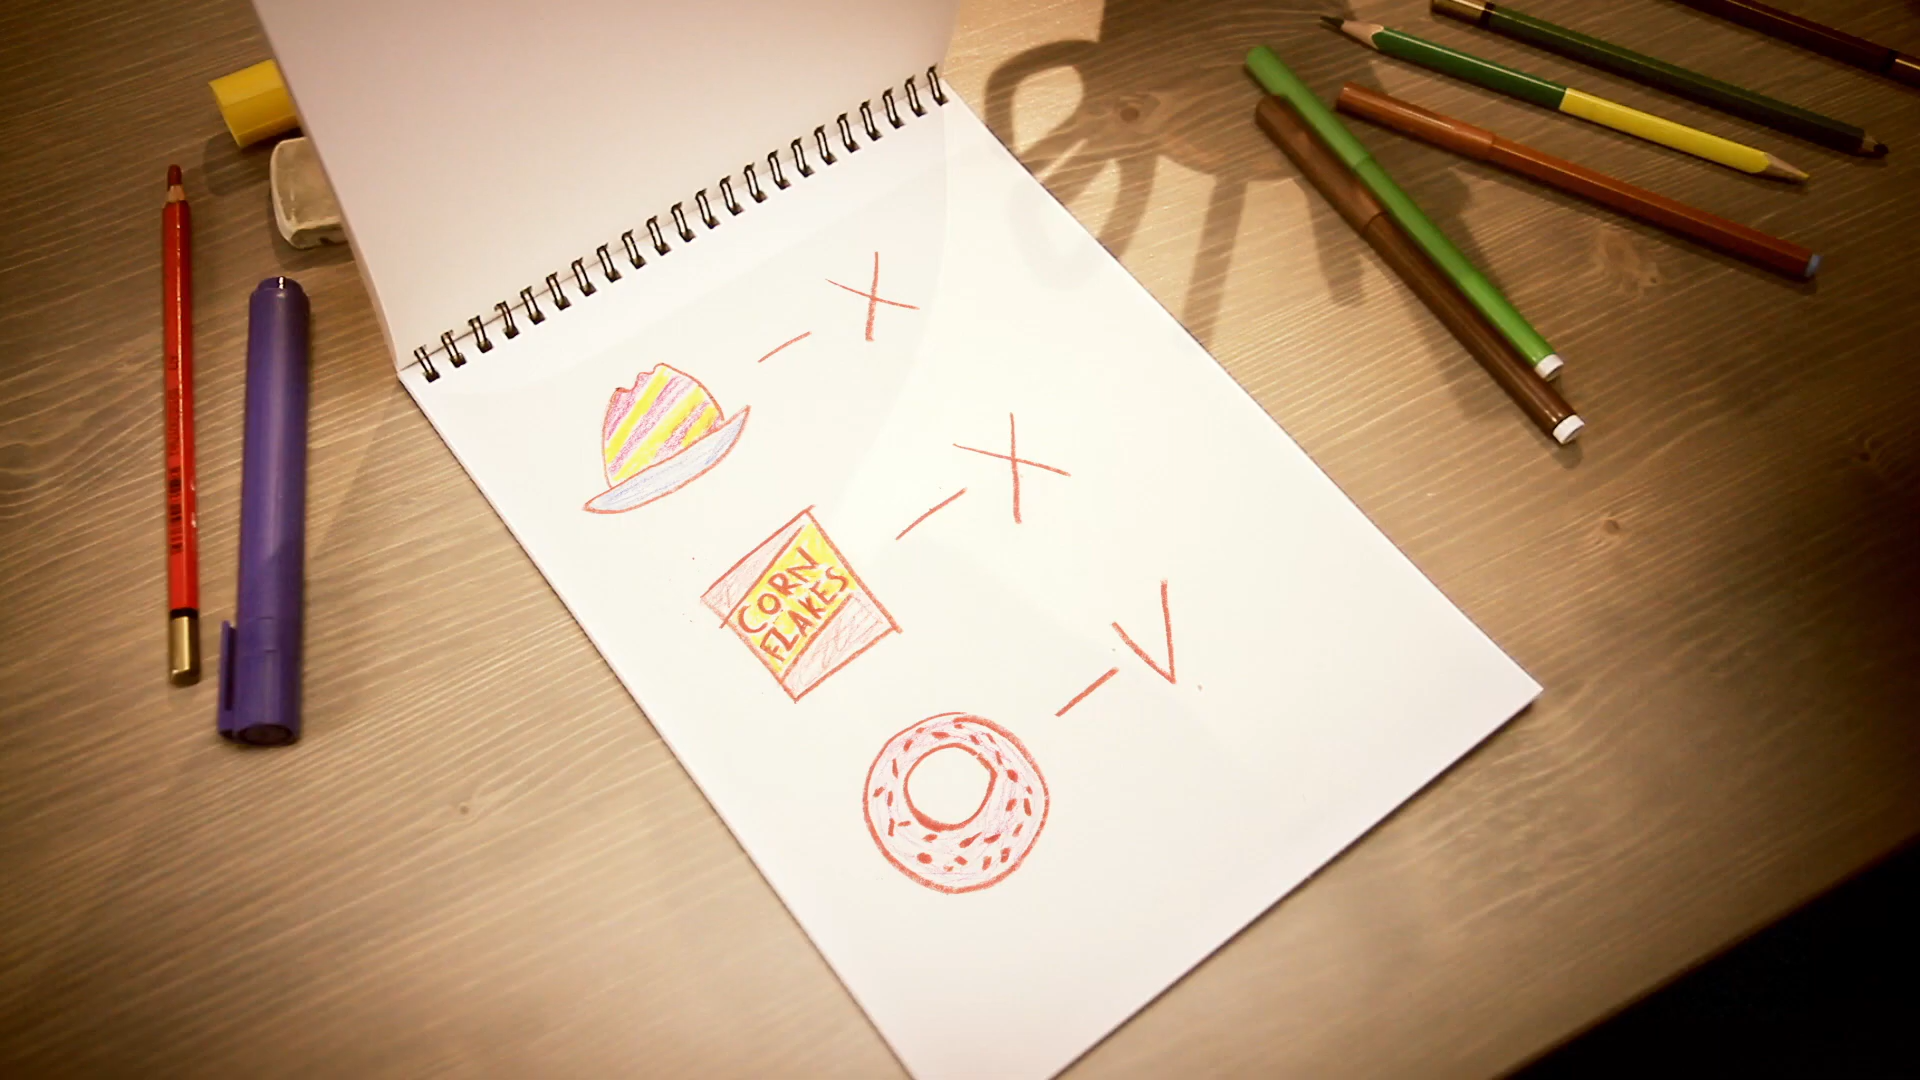 - X
CORN
FLAKES
- X
- V